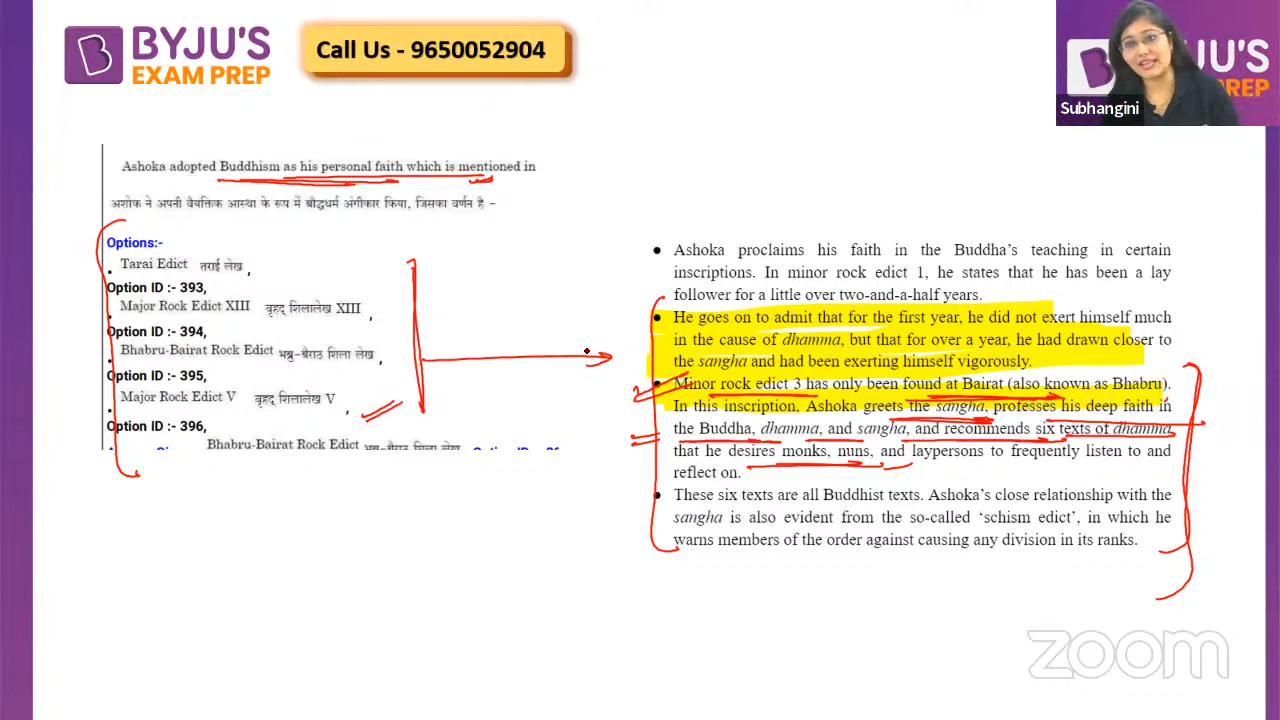 BYJU'S
EXAM PREP
Call Us - 9650052904
BYJU'S
PREP
Subhangini
Ashoka adopted Buddhism as his personal faith which is mentioned in
अशोक ने अपनी वैयक्तिक आस्था के रूप में बौद्धधर्म अंगीकार किया, जिसका वर्णन है -
Options:-
Tarai Edict तराई लेख ,
Option ID :- 393,
Major Rock Edict XIII वृहद् शिलालेख XIII ,
Option ID :- 394,
Bhabru-Bairat Rock Edict भब्रु-बैराठ शिला लेख ,
Option ID :- 395,
Major Rock Edict V वृहद् शिलालेख V ,
Option ID :- 396,
Bhabru-Bairat Rock Edict
• Ashoka proclaims his faith in the Buddha's teaching in certain
inscriptions. In minor rock edict 1, he states that he has been a lay
follower for a little over two-and-a-half years.
• He goes on to admit that for the first year, he did not exert himself much
in the cause of dhamma, but that for over a year, he had drawn closer to
the sangha and had been exerting himself vigorously.
• Minor rock edict 3 has only been found at Bairat (also known as Bhabru).
In this inscription, Ashoka greets the sangha, professes his deep faith in
the Buddha, dhamma, and sangha, and recommends six texts of dhamma
that he desires monks, nuns, and laypersons to frequently listen to and
reflect on.
• These six texts are all Buddhist texts. Ashoka's close relationship with the
sangha is also evident from the so-called 'schism edict', in which he
warns members of the order against causing any division in its ranks.
zoom